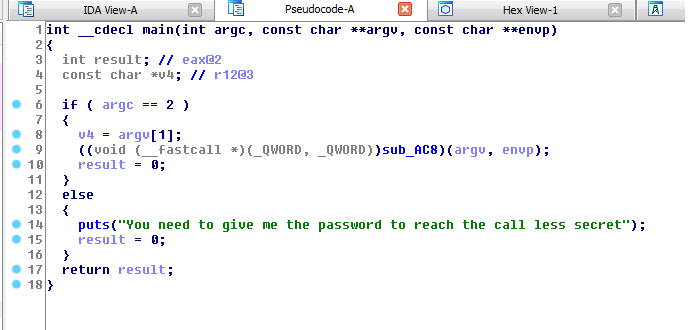 IDA View-A Pseudocode-A Hex View-1
1 int __cdecl main(int argc, const char **argv, const char **envp)
2 {
3 int result; // eax@2
4 const char *v4; // r12@3
5
6 if ( argc == 2 )
7 {
8 v4 = argv[1];
9 ((void (__fastcall *)(_QWORD, _QWORD))sub_AC8)(argv, envp);
10 result = 0;
11 }
12 else
13 {
14 puts("You need to give me the password to reach the call less secret");
15 result = 0;
16 }
17 return result;
18 }